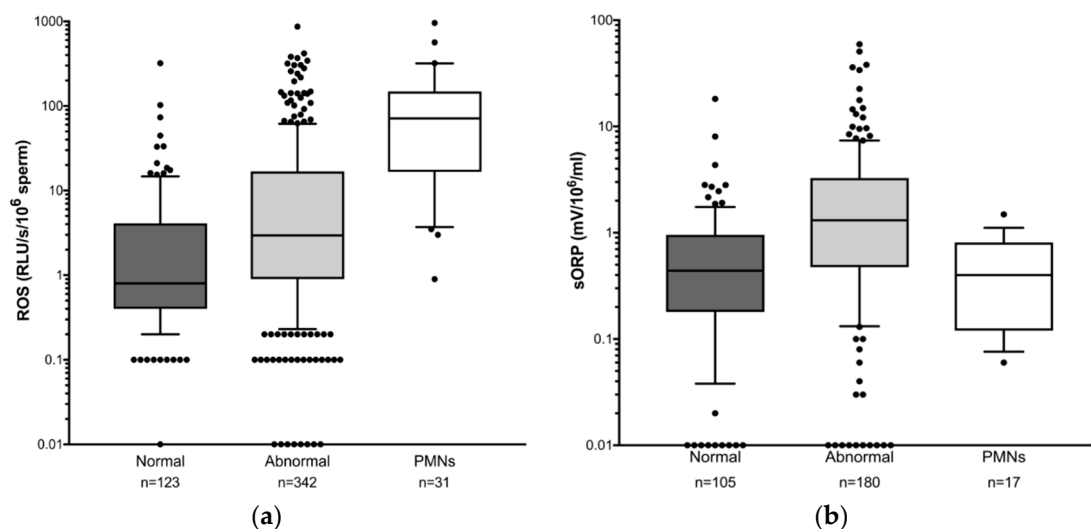 ROS (RLU/s/10⁶ sperm)
1000
100
10
1
0.1
0.01
Normal Abnormal PMNs
n=123 n=342 n=31
(a)
sORP (mV/10⁶/ml)
100
10
1
0.1
0.01
Normal Abnormal PMNs
n=105 n=180 n=17
(b)